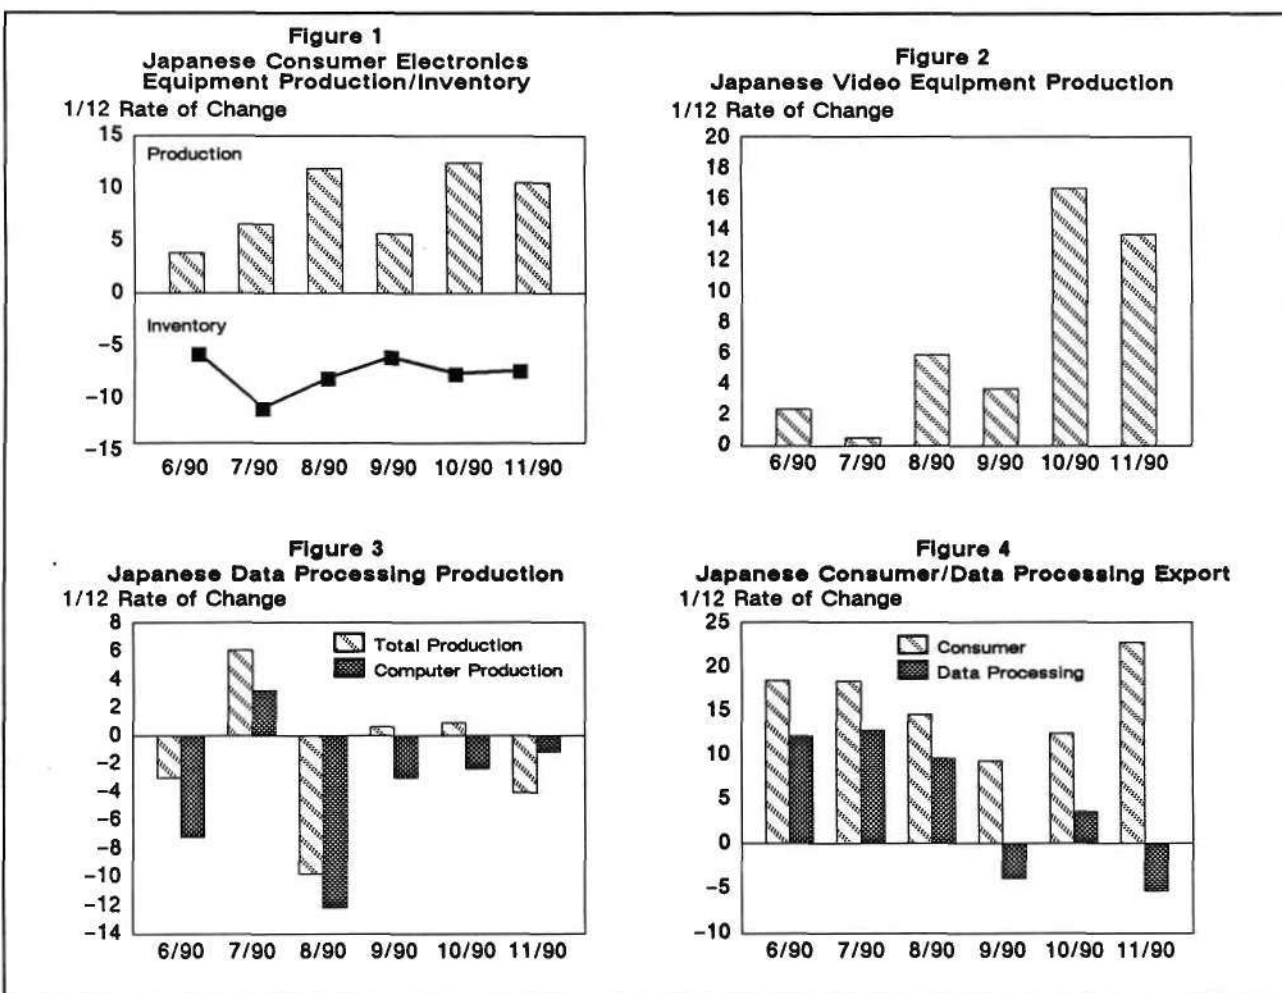 Figure 1
Japanese Consumer Electronics
Equipment Production/Inventory
1/12 Rate of Change
15
Production
10
5
0
Inventory
-5
-10
-15
6/90 7/90 8/90 9/90 10/90 11/90
Figure 2
Japanese Video Equipment Production
1/12 Rate of Change
20
18
16
14
12
10
8
6
4
2
0
6/90 7/90 8/90 9/90 10/90 11/90
Figure 3
Japanese Data Processing Production
1/12 Rate of Change
8
6
4
2
0
-2
-4
-6
-8
-10
-12
-14
Total Production
Computer Production
6/90 7/90 8/90 9/90 10/90 11/90
Figure 4
Japanese Consumer/Data Processing Export
1/12 Rate of Change
25
20
15
10
5
0
-5
-10
Consumer
Data Processing
6/90 7/90 8/90 9/90 10/90 11/90